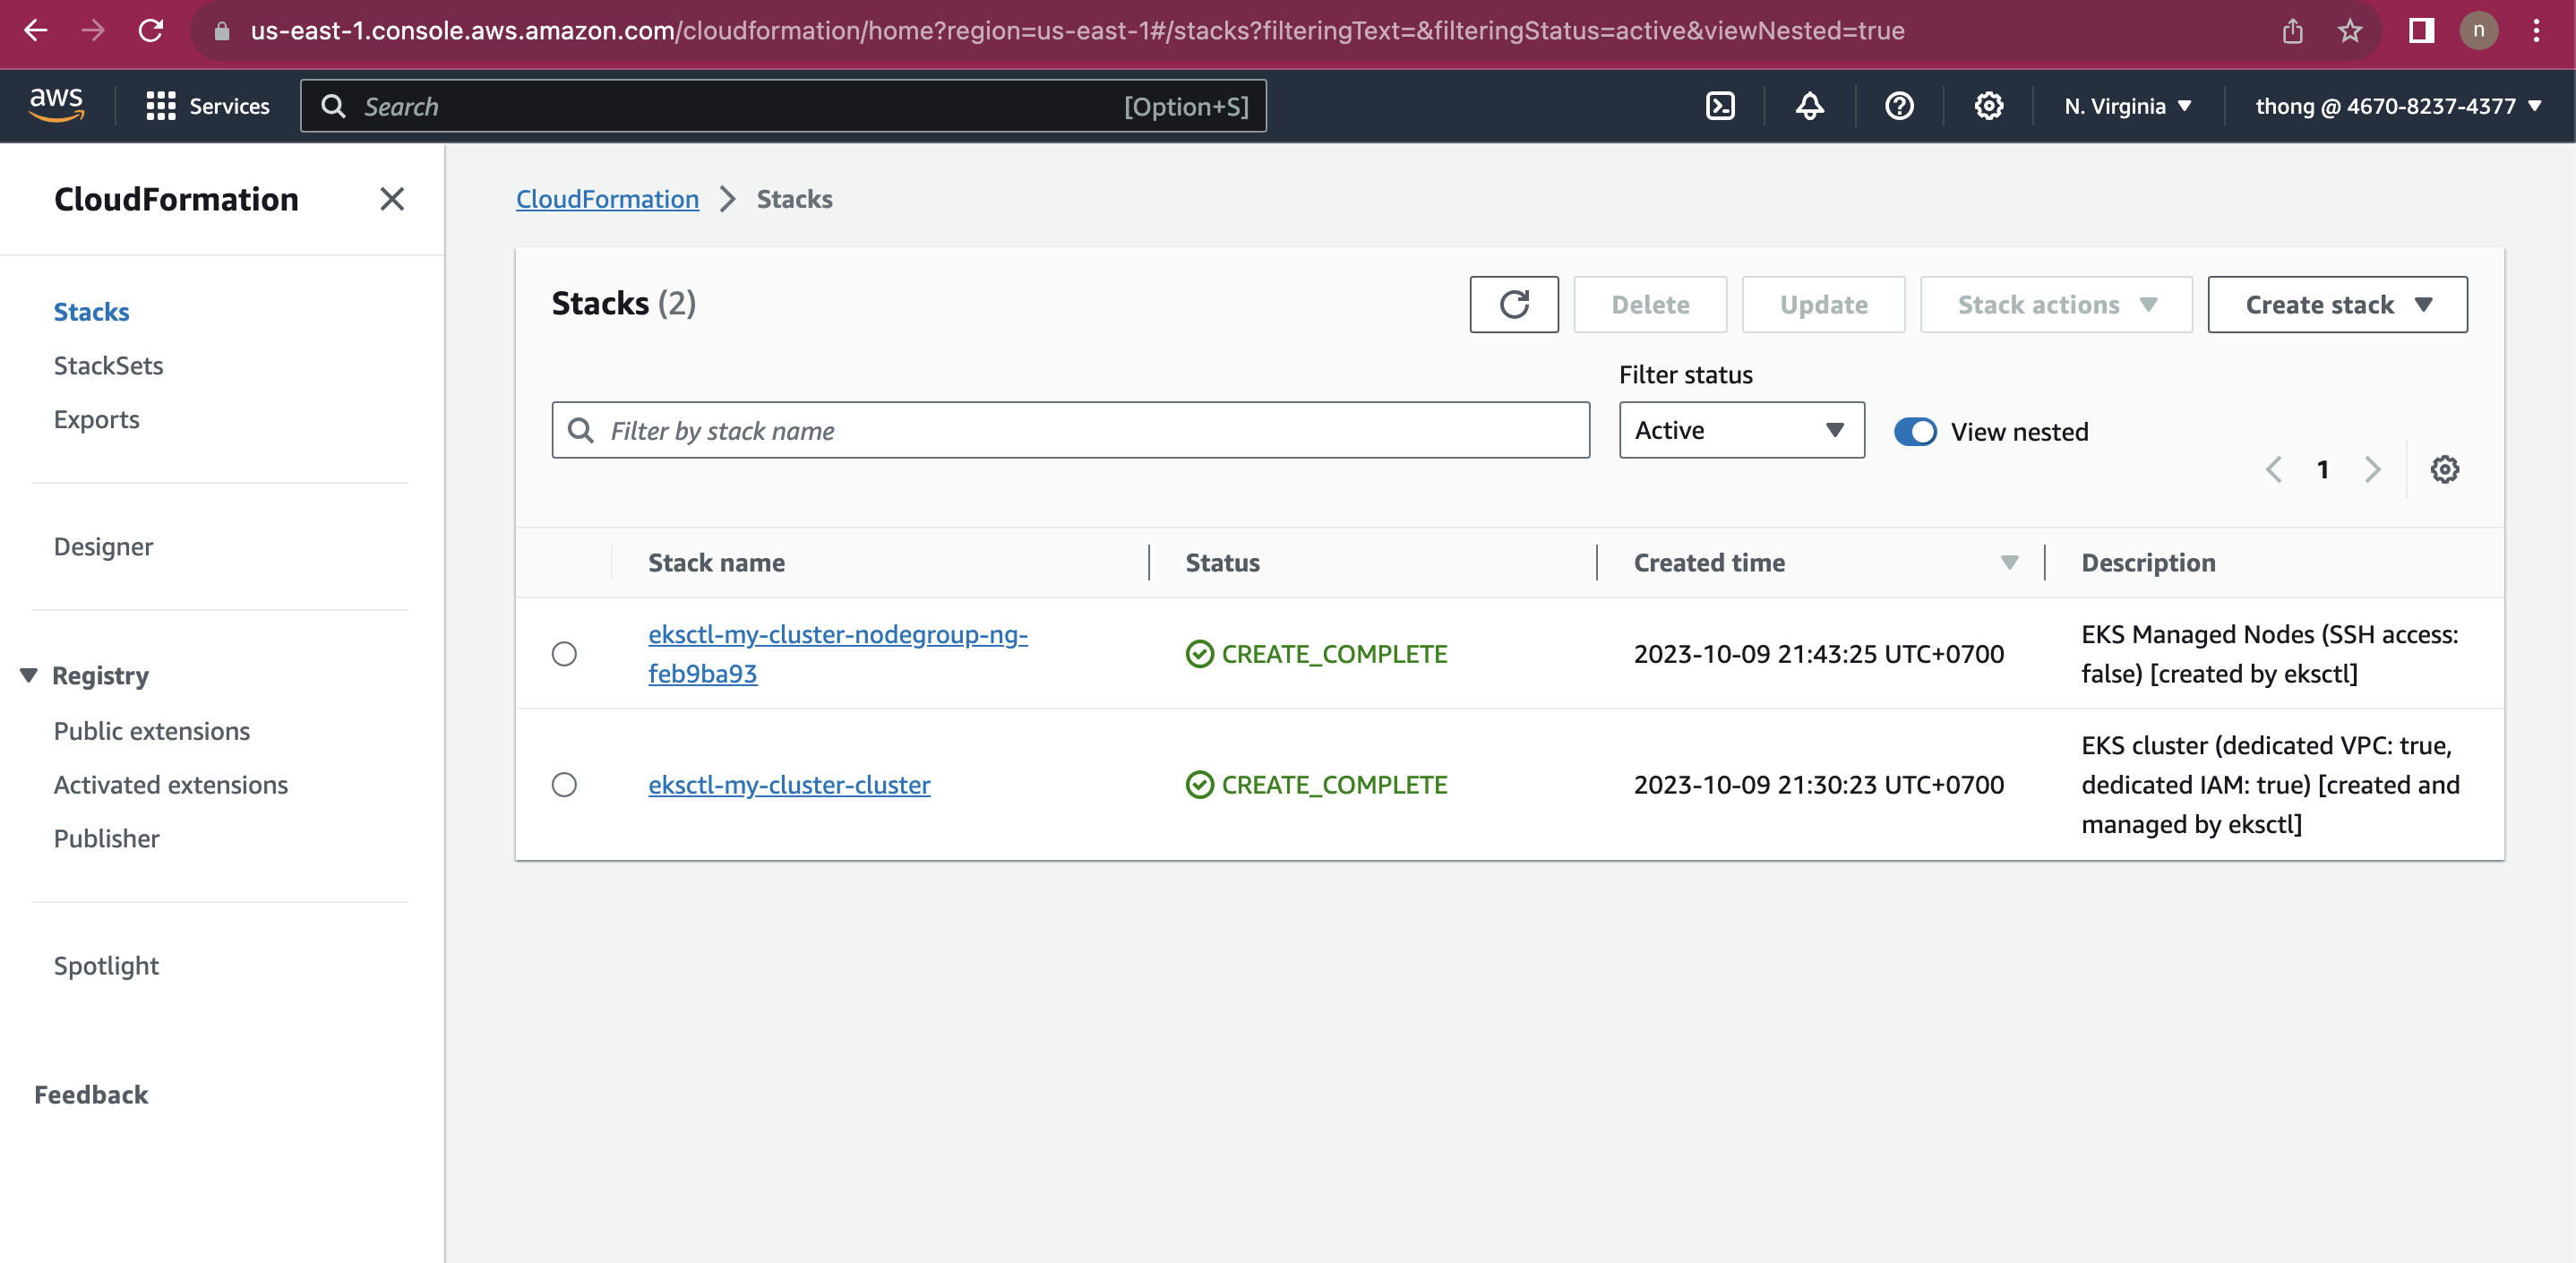 us-east-1.console.aws.amazon.com/cloudformation/home?region=us-east-1#/stacks?filteringText=&filteringStatus=active&viewNested=true
n
aws
Services
Search
[Option+S]
N. Virginia
thong @ 4670-8237-4377
CloudFormation
Stacks
StackSets
Exports
Designer
Registry
Public extensions
Activated extensions
Publisher
Spotlight
Feedback
CloudFormation
Stacks
Stacks (2)
Delete
Update
Stack actions
Create stack
Filter by stack name
Filter status
Active
View nested
1
Stack name
Status
Created time
Description
eksctl-my-cluster-nodegroup-ng-
feb9ba93
CREATE_COMPLETE
2023-10-09 21:43:25 UTC+0700
EKS Managed Nodes (SSH access:
false) [created by eksctl]
eksctl-my-cluster-cluster
CREATE_COMPLETE
2023-10-09 21:30:23 UTC+0700
EKS cluster (dedicated VPC: true,
dedicated IAM: true) [created and
managed by eksctl]